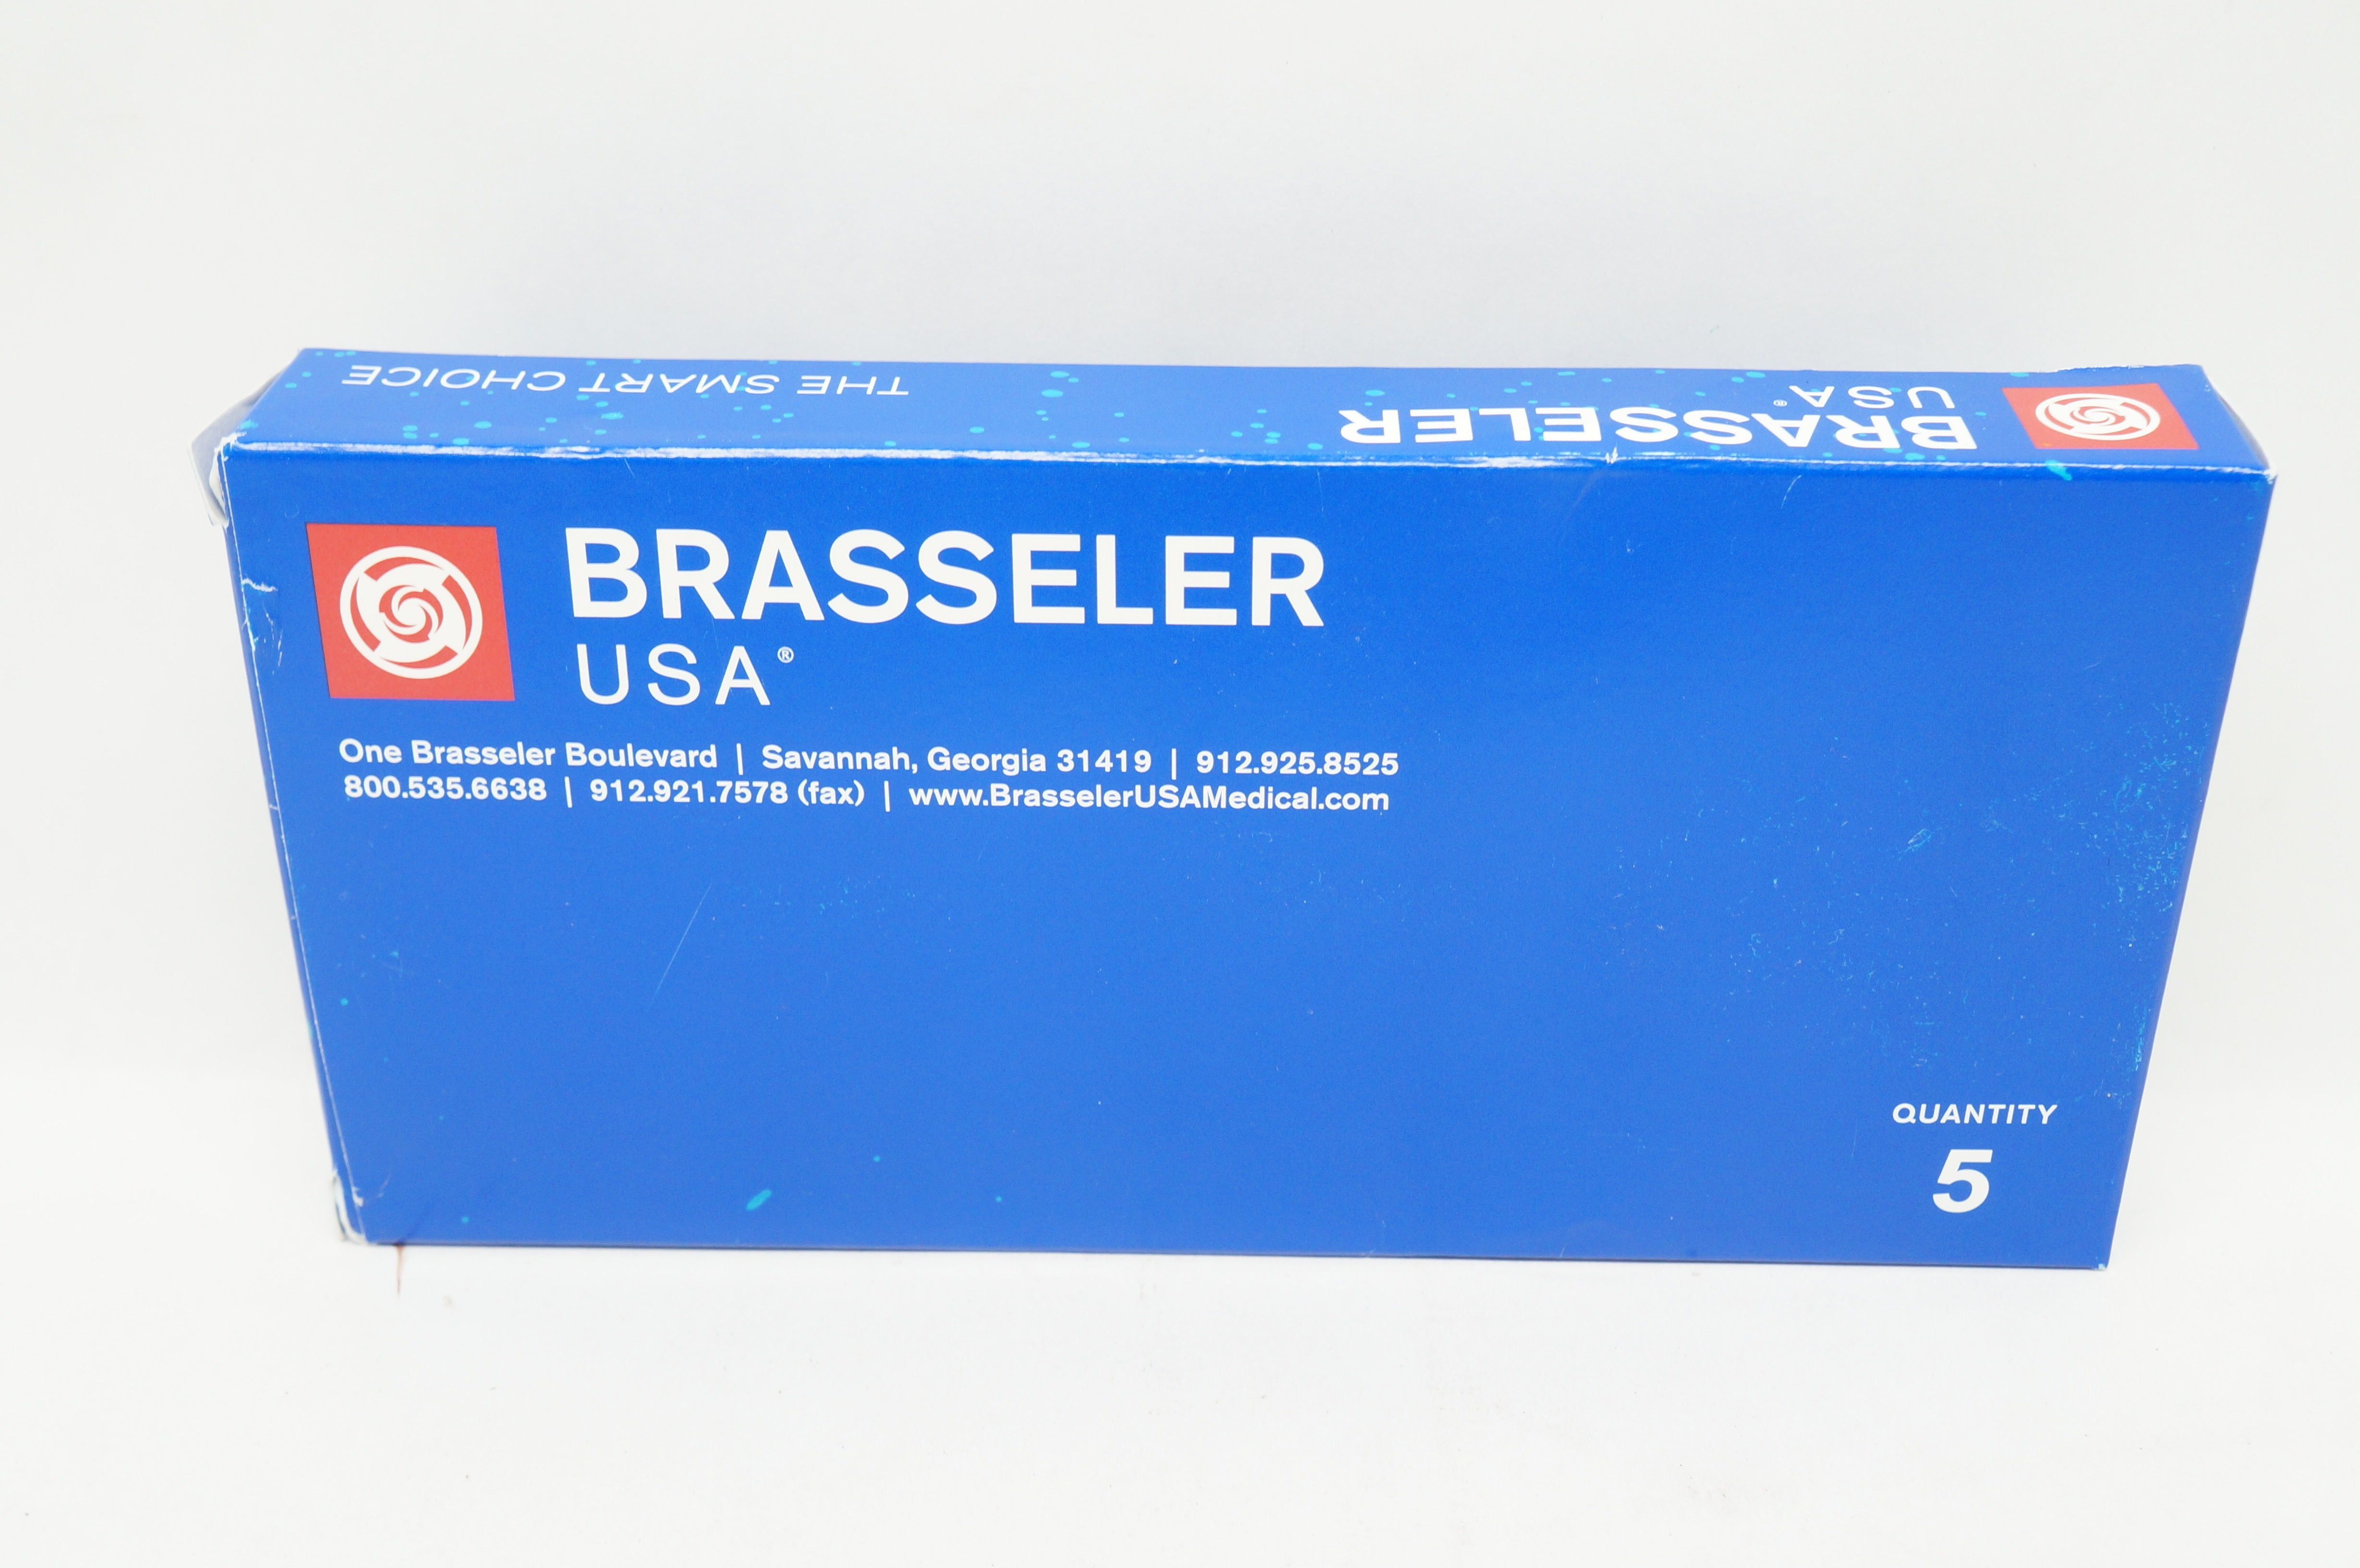 THE SMART CHOICE
BRASSELER
USA®
BRASSELER
USA®
One Brasseler Boulevard | Savannah, Georgia 31419 | 912.925.8525
800.535.6638 | 912.921.7578 (fax) | www.BrasselerUSAMedical.com
QUANTITY
5